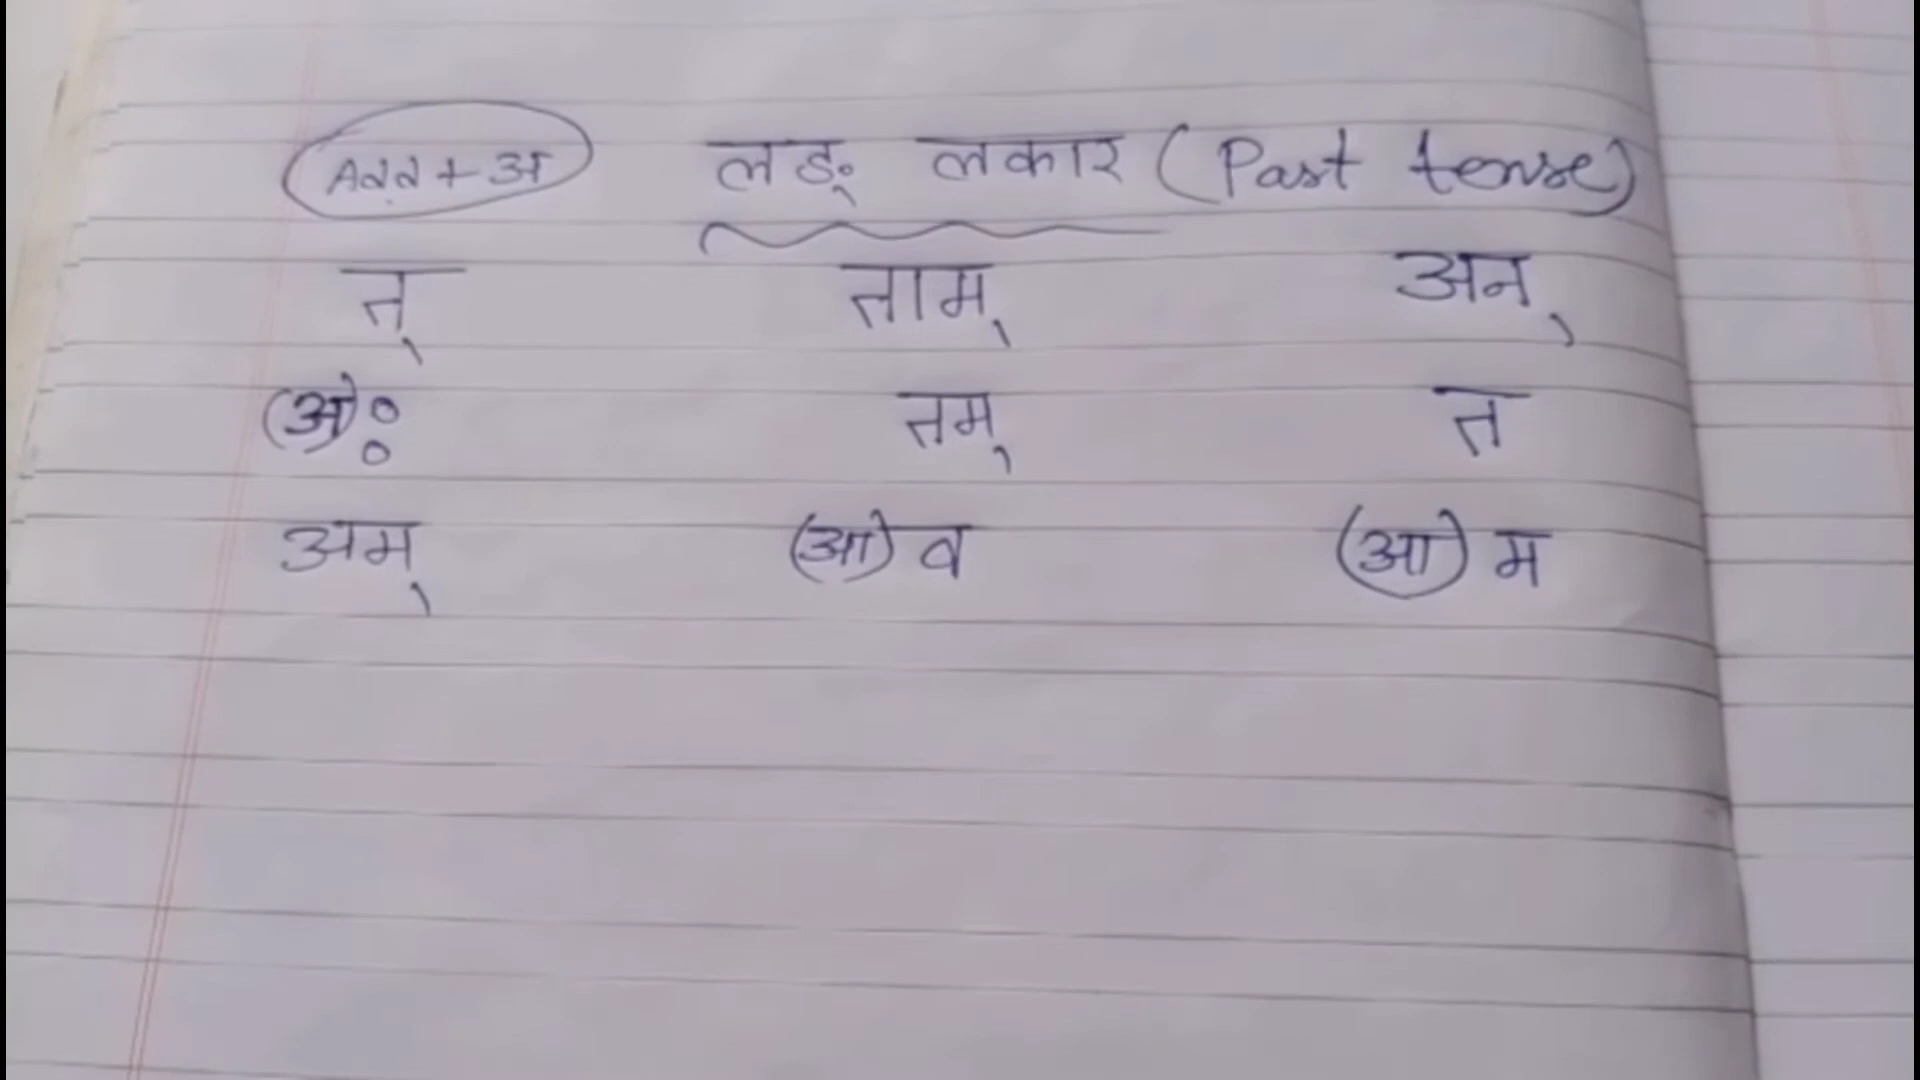 Add + अ लङ् लकार (Past tense)
त् ताम् अन्
(अ)ः तम् त
अम् (आ) व (आ) म